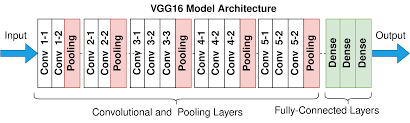 VGG16 Model Architecture
Input
Conv 1-1
Conv 1-2
Pooling
Conv 2-1
Conv 2-2
Pooling
Conv 3-1
Conv 3-2
Conv 3-3
Pooling
Conv 4-1
Conv 4-2
Conv 4-3
Pooling
Conv 5-1
Conv 5-2
Conv 5-3
Pooling
Dense
Dense
Dense
Output
Convolutional and Pooling Layers
Fully-Connected Layers